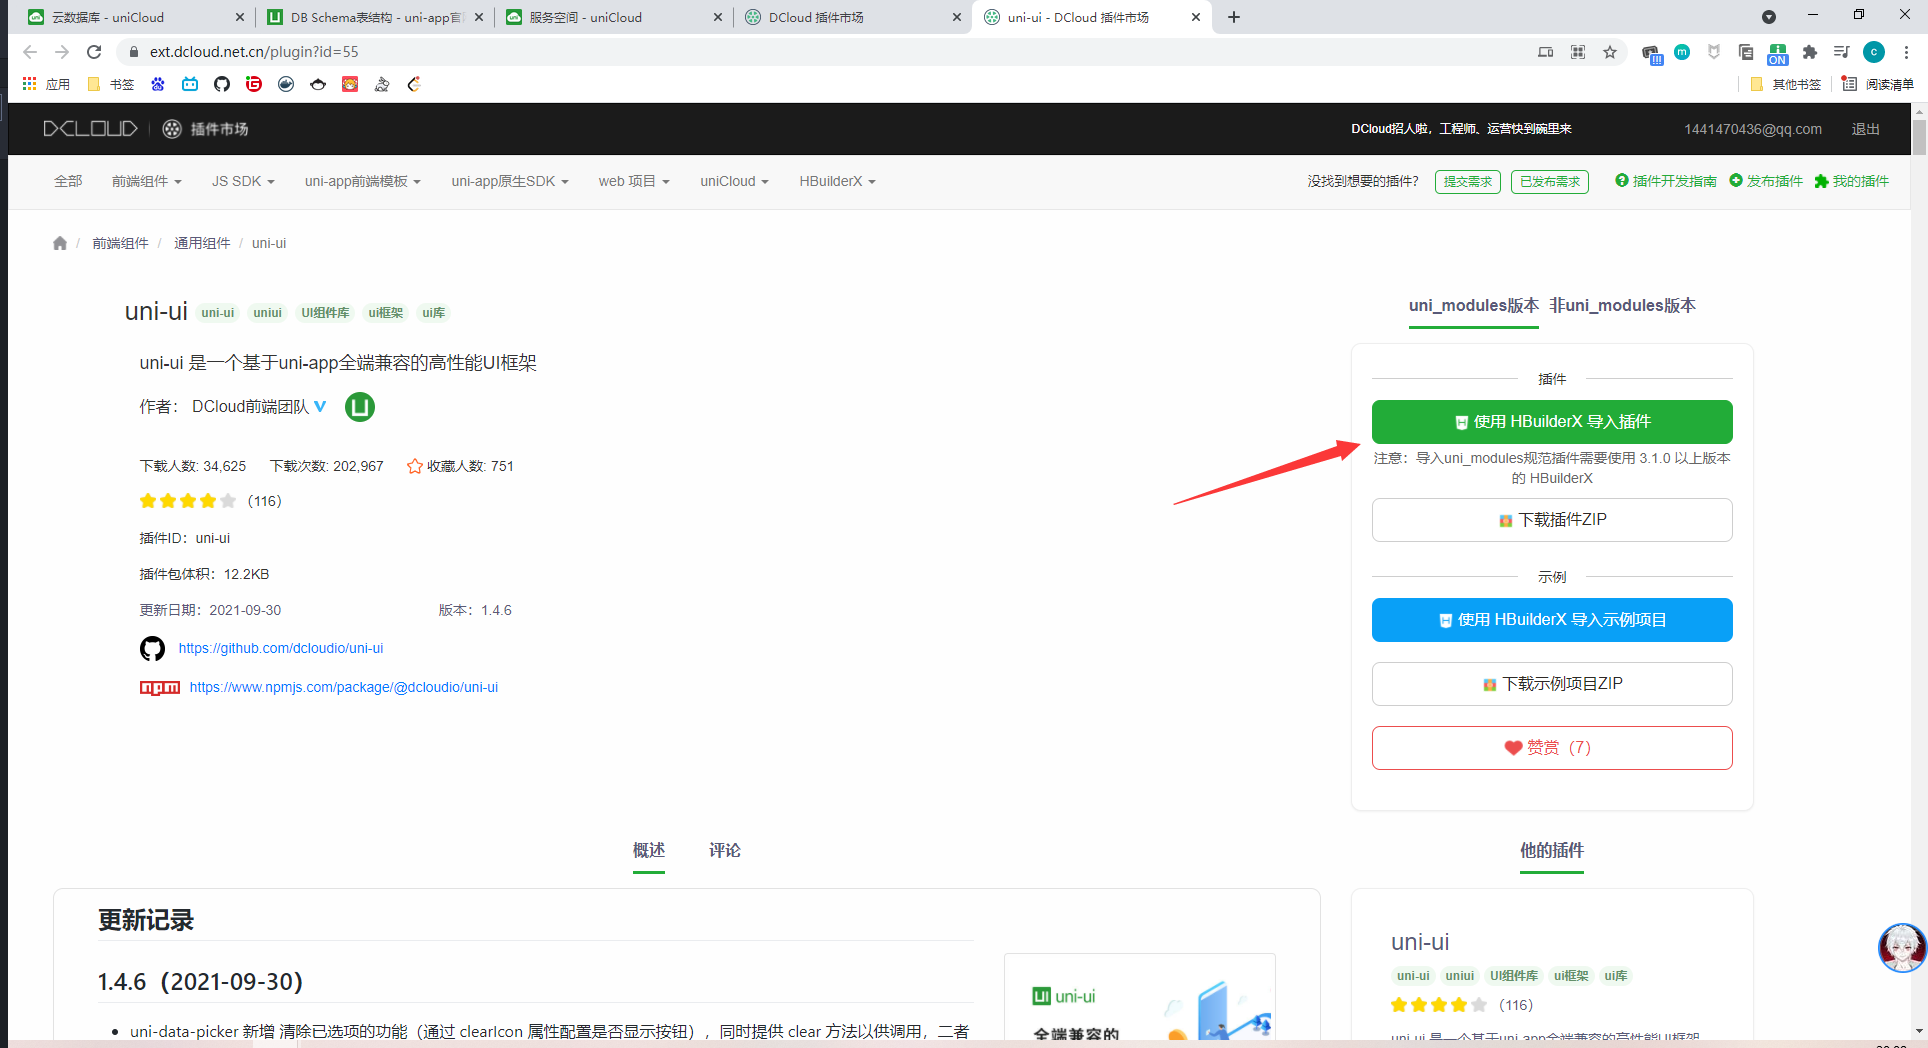 云数据库 - uniCloud
DB Schema表结构 - uni-app官
服务空间 - uniCloud
DCloud 插件市场
uni-ui - DCloud 插件市场
ext.dcloud.net.cn/plugin?id=55
ON
应用
书签
其他书签
阅读清单
DCLOUD
插件市场
DCloud招人啦，工程师、运营快到碗里来
1441470436@qq.com
退出
全部
前端组件
JS SDK
uni-app前端模板
uni-app原生SDK
web 项目
uniCloud
HBuilderX
没找到想要的插件?
提交需求
已发布需求
插件开发指南
发布插件
我的插件
/ 前端组件 / 通用组件 / uni-ui
uni-ui
uni-ui
uniui
UI组件库
ui框架
ui库
uni-ui 是一个基于uni-app全端兼容的高性能UI框架
作者： DCloud前端团队
下载人数: 34,625
下载次数: 202,967
收藏人数: 751
(116)
插件ID：uni-ui
插件包体积：12.2KB
更新日期：2021-09-30
版本：1.4.6
https://github.com/dcloudio/uni-ui
npm
https://www.npmjs.com/package/@dcloudio/uni-ui
uni_modules版本
非uni_modules版本
插件
使用 HBuilderX 导入插件
注意：导入uni_modules规范插件需要使用 3.1.0 以上版本
的 HBuilderX
下载插件ZIP
示例
使用 HBuilderX 导入示例项目
下载示例项目ZIP
赞赏（7）
概述
评论
他的插件
更新记录
1.4.6（2021-09-30）
uni-data-picker 新增 清除已选项的功能（通过 clearIcon 属性配置是否显示按钮），同时提供 clear 方法以供调用，二者
uni-ui
全端兼容的
uni-ui
uni-ui
uniui
UI组件库
ui框架
ui库
(116)
uni-ui 是一个基于uni-app全端兼容的高性能UI框架